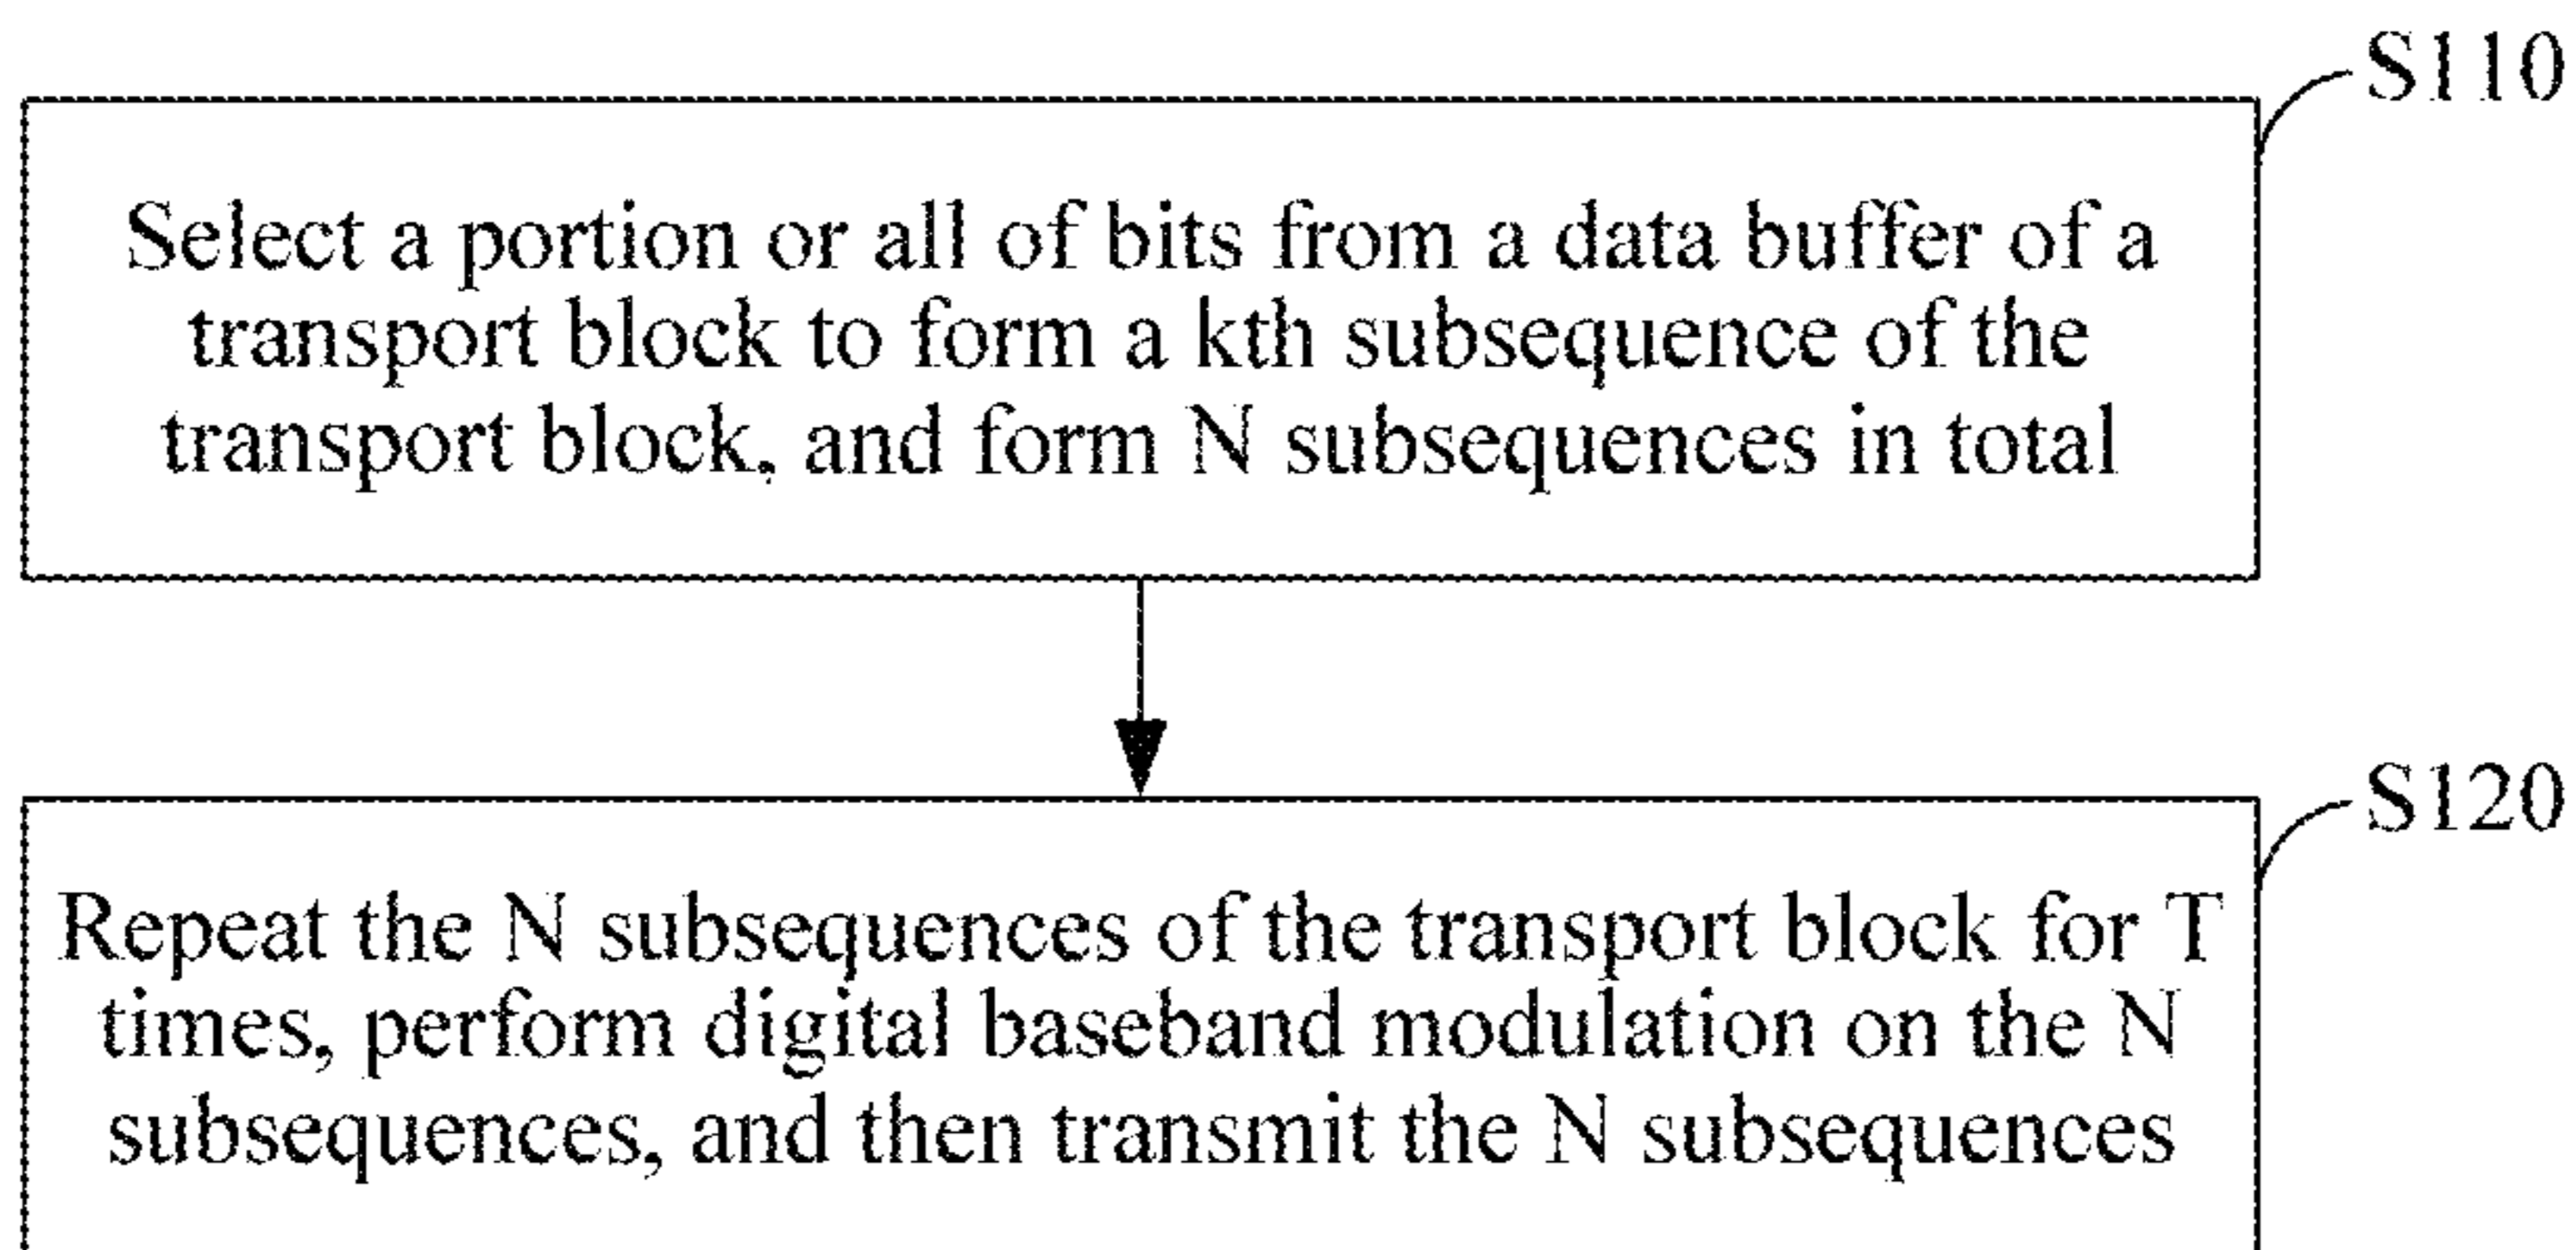 S110
Select a portion or all of bits from a data buffer of a
transport block to form a kth subsequence of the
transport block, and form N subsequences in total
S120
Repeat the N subsequences of the transport block for T
times, perform digital baseband modulation on the N
subsequences, and then transmit the N subsequences